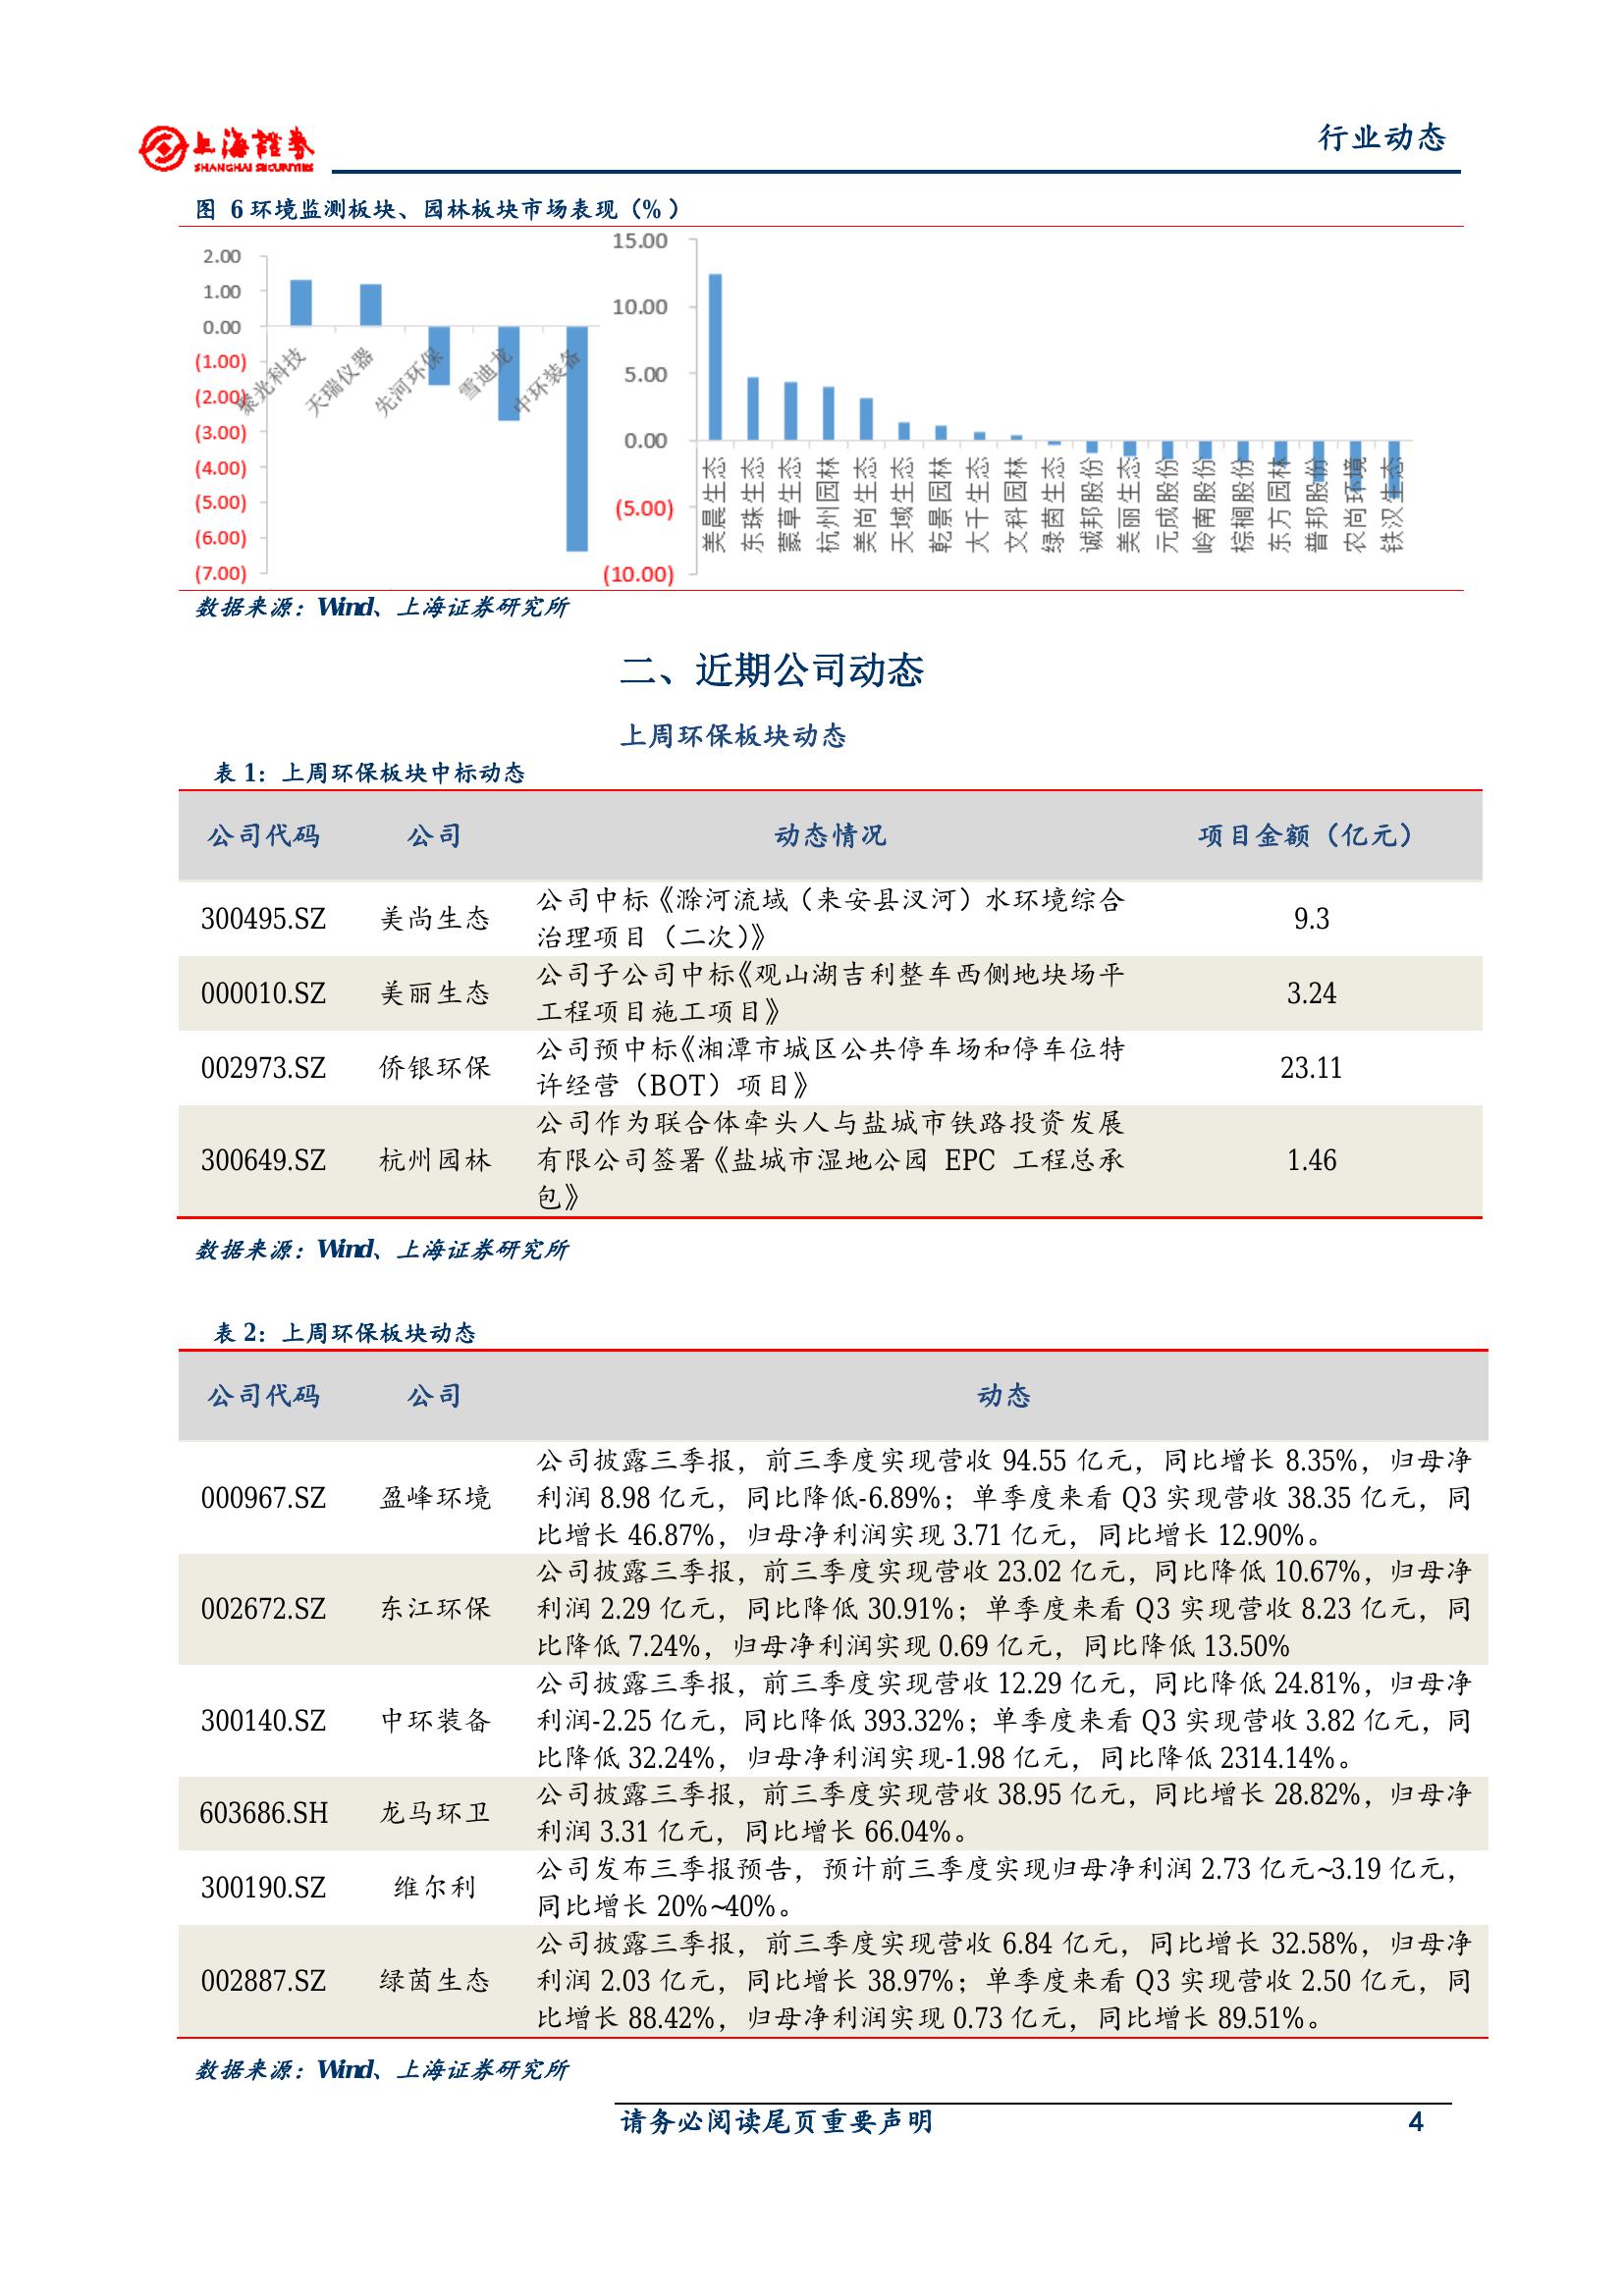 上海證券
SHANGHAI SECURITIES
行业动态
图 6 环境监测板块、园林板块市场表现（%）
2.00
1.00
0.00
(1.00)
(2.00)
(3.00)
(4.00)
(5.00)
(6.00)
(7.00)
聚光科技
天瑞仪器
先河环保
雪迪龙
中环装备
15.00
10.00
5.00
0.00
(5.00)
(10.00)
美晨生态
东珠生态
蒙草生态
杭州园林
美尚生态
天域生态
乾景园林
大千生态
文科园林
绿茵生态
诚邦股份
美丽生态
元成股份
岭南股份
棕榈股份
东方园林
普邦股份
农尚环境
铁汉生态
数据来源：Wind、上海证券研究所
二、近期公司动态
上周环保板块动态
表 1：上周环保板块中标动态
公司代码 公司 动态情况 项目金额（亿元）
300495.SZ 美尚生态 公司中标《滁河流域（来安县汊河）水环境综合
治理项目（二次）》 9.3
000010.SZ 美丽生态 公司子公司中标《观山湖吉利整车西侧地块场平
工程项目施工项目》 3.24
002973.SZ 侨银环保 公司预中标《湘潭市城区公共停车场和停车位特
许经营（BOT）项目》 23.11
300649.SZ 杭州园林 公司作为联合体牵头人与盐城市铁路投资发展
有限公司签署《盐城市湿地公园 EPC 工程总承
包》 1.46
数据来源：Wind、上海证券研究所
表 2：上周环保板块动态
公司代码 公司 动态
000967.SZ 盈峰环境 公司披露三季报，前三季度实现营收 94.55 亿元，同比增长 8.35%，归母净
利润 8.98 亿元，同比降低-6.89%；单季度来看 Q3 实现营收 38.35 亿元，同
比增长 46.87%，归母净利润实现 3.71 亿元，同比增长 12.90%。
002672.SZ 东江环保 公司披露三季报，前三季度实现营收 23.02 亿元，同比降低 10.67%，归母净
利润 2.29 亿元，同比降低 30.91%；单季度来看 Q3 实现营收 8.23 亿元，同
比降低 7.24%，归母净利润实现 0.69 亿元，同比降低 13.50%
300140.SZ 中环装备 公司披露三季报，前三季度实现营收 12.29 亿元，同比降低 24.81%，归母净
利润-2.25 亿元，同比降低 393.32%；单季度来看 Q3 实现营收 3.82 亿元，同
比降低 32.24%，归母净利润实现-1.98 亿元，同比降低 2314.14%。
603686.SH 龙马环卫 公司披露三季报，前三季度实现营收 38.95 亿元，同比增长 28.82%，归母净
利润 3.31 亿元，同比增长 66.04%。
300190.SZ 维尔利 公司发布三季报预告，预计前三季度实现归母净利润 2.73 亿元~3.19 亿元，
同比增长 20%~40%。
002887.SZ 绿茵生态 公司披露三季报，前三季度实现营收 6.84 亿元，同比增长 32.58%，归母净
利润 2.03 亿元，同比增长 38.97%；单季度来看 Q3 实现营收 2.50 亿元，同
比增长 88.42%，归母净利润实现 0.73 亿元，同比增长 89.51%。
数据来源：Wind、上海证券研究所
请务必阅读尾页重要声明 4